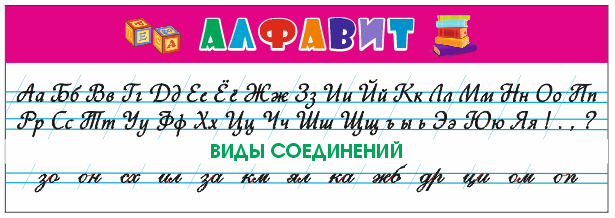 АЛФАВИТ
Аа Бб Вв Гг Дд Ее Ёё Жж Зз Ии Йй Кк Лл Мм Нн Оо Пп
Рр Сс Тт Уу Фф Хх Цц Чч Шш Щщ ъ ы ь Ээ Юю Яя ! . , ?
ВИДЫ СОЕДИНЕНИЙ
зо он сх ил за км ял ка жб др ци ом оп